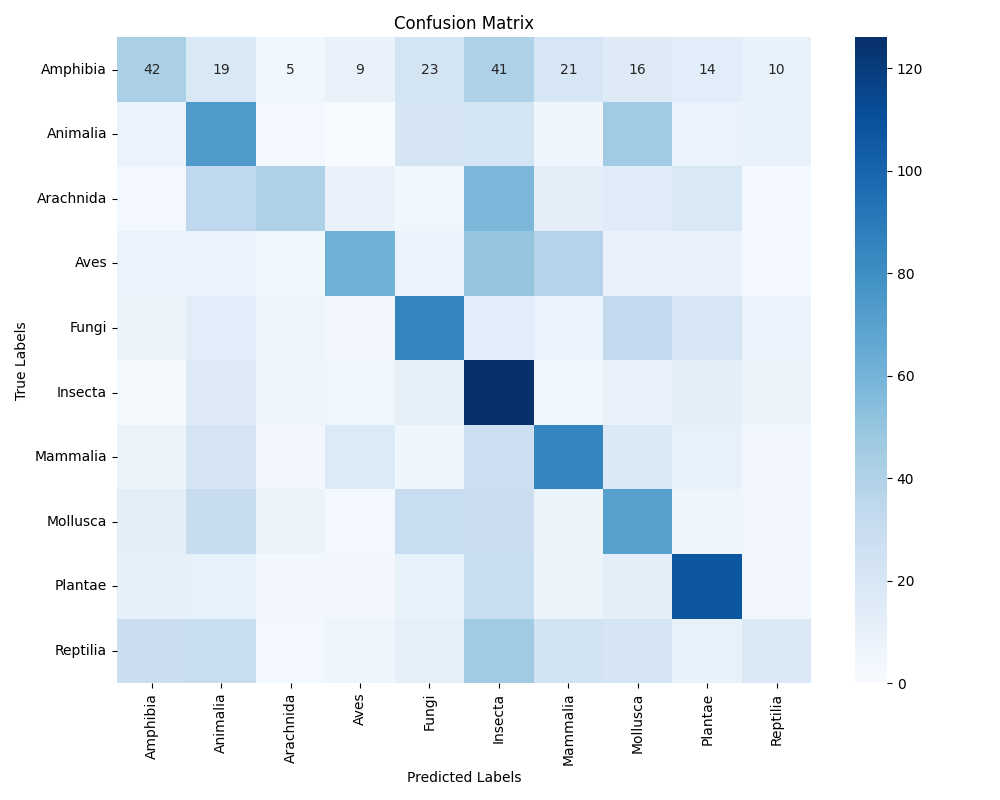 Confusion Matrix
True Labels
Amphibia 42 19 5 9 23 41 21 16 14 10
Animalia
Arachnida
Aves
Fungi
Insecta
Mammalia
Mollusca
Plantae
Reptilia
Amphibia Animalia Arachnida Aves Fungi Insecta Mammalia Mollusca Plantae Reptilia
Predicted Labels
120
100
80
60
40
20
0